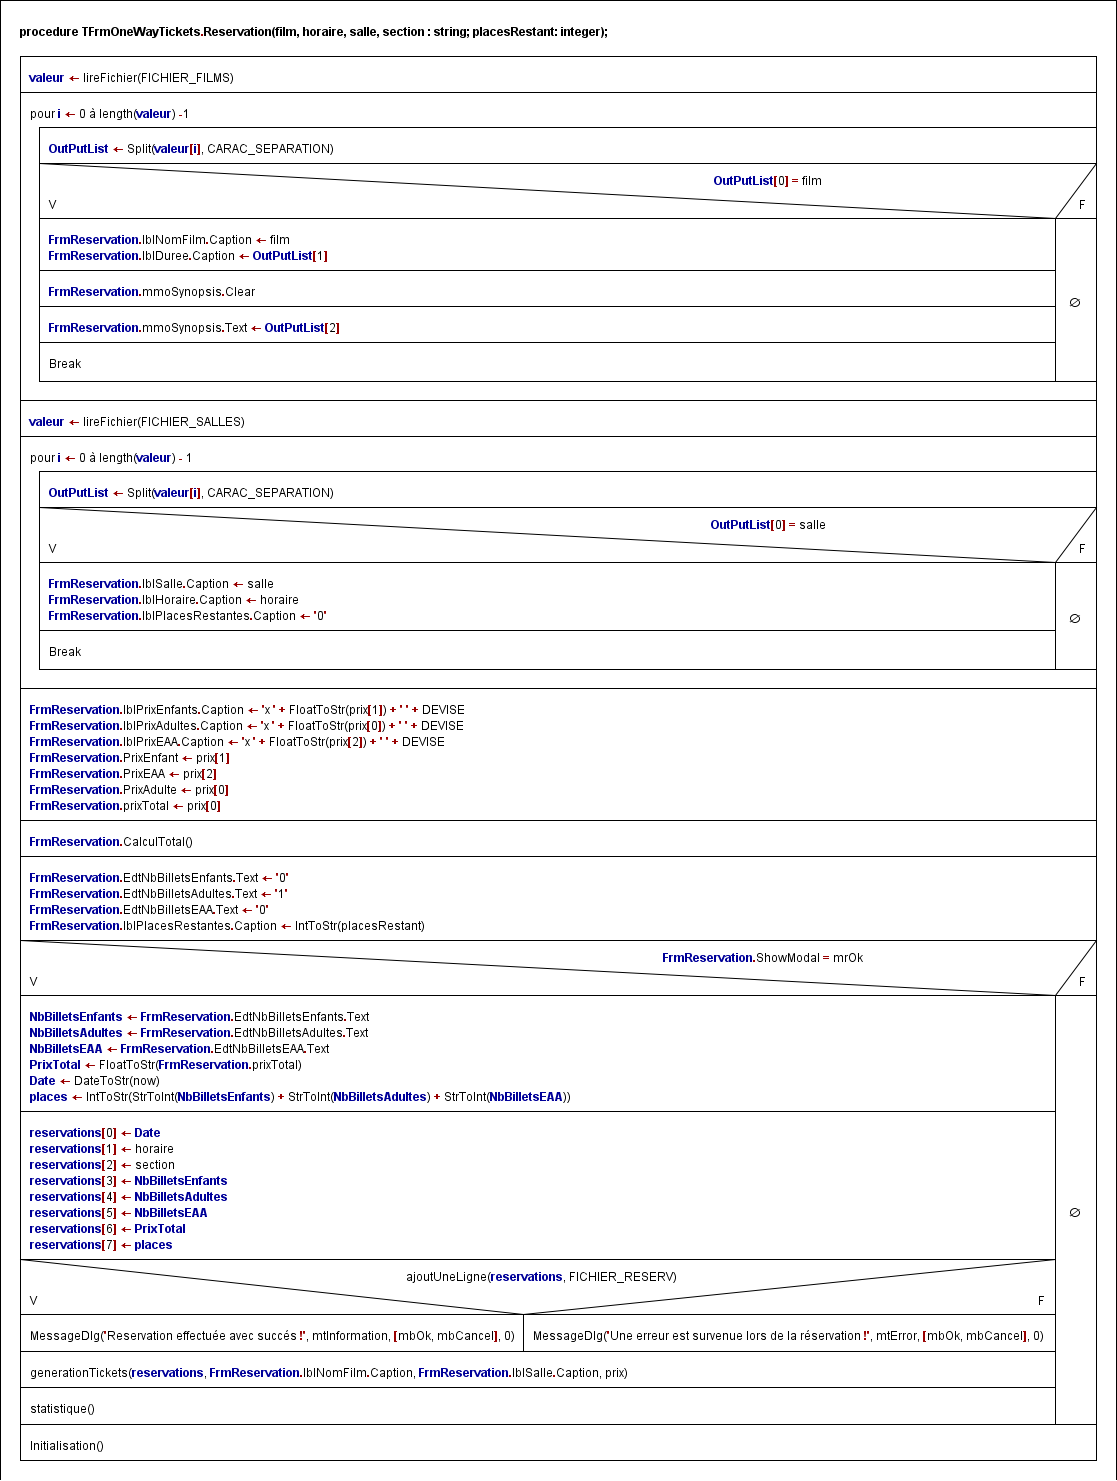 procedure TFrmOneWayTickets.Reservation(film, horaire, salle, section : string; placesRestant: integer);
valeur ← lireFichier(FICHIER_FILMS)
pour i ← 0 à length(valeur) -1
OutPutList ← Split(valeur[i], CARAC_SEPARATION)
OutPutList[0] = film
V
F
FrmReservation.lblNomFilm.Caption ← film
FrmReservation.lblDuree.Caption ← OutPutList[1]
FrmReservation.mmoSynopsis.Clear
∅
FrmReservation.mmoSynopsis.Text ← OutPutList[2]
Break
valeur ← lireFichier(FICHIER_SALLES)
pour i ← 0 à length(valeur) - 1
OutPutList ← Split(valeur[i], CARAC_SEPARATION)
OutPutList[0] = salle
V
F
FrmReservation.lblSalle.Caption ← salle
FrmReservation.lblHoraire.Caption ← horaire
FrmReservation.lblPlacesRestantes.Caption ← '0'
∅
Break
FrmReservation.lblPrixEnfants.Caption ← 'x ' + FloatToStr(prix[1]) + ' ' + DEVISE
FrmReservation.lblPrixAdultes.Caption ← 'x ' + FloatToStr(prix[0]) + ' ' + DEVISE
FrmReservation.lblPrixEAA.Caption ← 'x ' + FloatToStr(prix[2]) + ' ' + DEVISE
FrmReservation.PrixEnfant ← prix[1]
FrmReservation.PrixEAA ← prix[2]
FrmReservation.PrixAdulte ← prix[0]
FrmReservation.prixTotal ← prix[0]
FrmReservation.CalculTotal()
FrmReservation.EdtNbBilletsEnfants.Text ← '0'
FrmReservation.EdtNbBilletsAdultes.Text ← '1'
FrmReservation.EdtNbBilletsEAA.Text ← '0'
FrmReservation.lblPlacesRestantes.Caption ← IntToStr(placesRestant)
FrmReservation.ShowModal = mrOk
V
F
NbBilletsEnfants ← FrmReservation.EdtNbBilletsEnfants.Text
NbBilletsAdultes ← FrmReservation.EdtNbBilletsAdultes.Text
NbBilletsEAA ← FrmReservation.EdtNbBilletsEAA.Text
PrixTotal ← FloatToStr(FrmReservation.prixTotal)
Date ← DateToStr(now)
places ← IntToStr(StrToInt(NbBilletsEnfants) + StrToInt(NbBilletsAdultes) + StrToInt(NbBilletsEAA))
reservations[0] ← Date
reservations[1] ← horaire
reservations[2] ← section
reservations[3] ← NbBilletsEnfants
reservations[4] ← NbBilletsAdultes
reservations[5] ← NbBilletsEAA
∅
reservations[6] ← PrixTotal
reservations[7] ← places
ajoutUneLigne(reservations, FICHIER_RESERV)
V
F
MessageDlg('Reservation effectuée avec succés !', mtInformation, [mbOk, mbCancel], 0)
MessageDlg('Une erreur est survenue lors de la réservation !', mtError, [mbOk, mbCancel], 0)
generationTickets(reservations, FrmReservation.lblNomFilm.Caption, FrmReservation.lblSalle.Caption, prix)
statistique()
Initialisation()